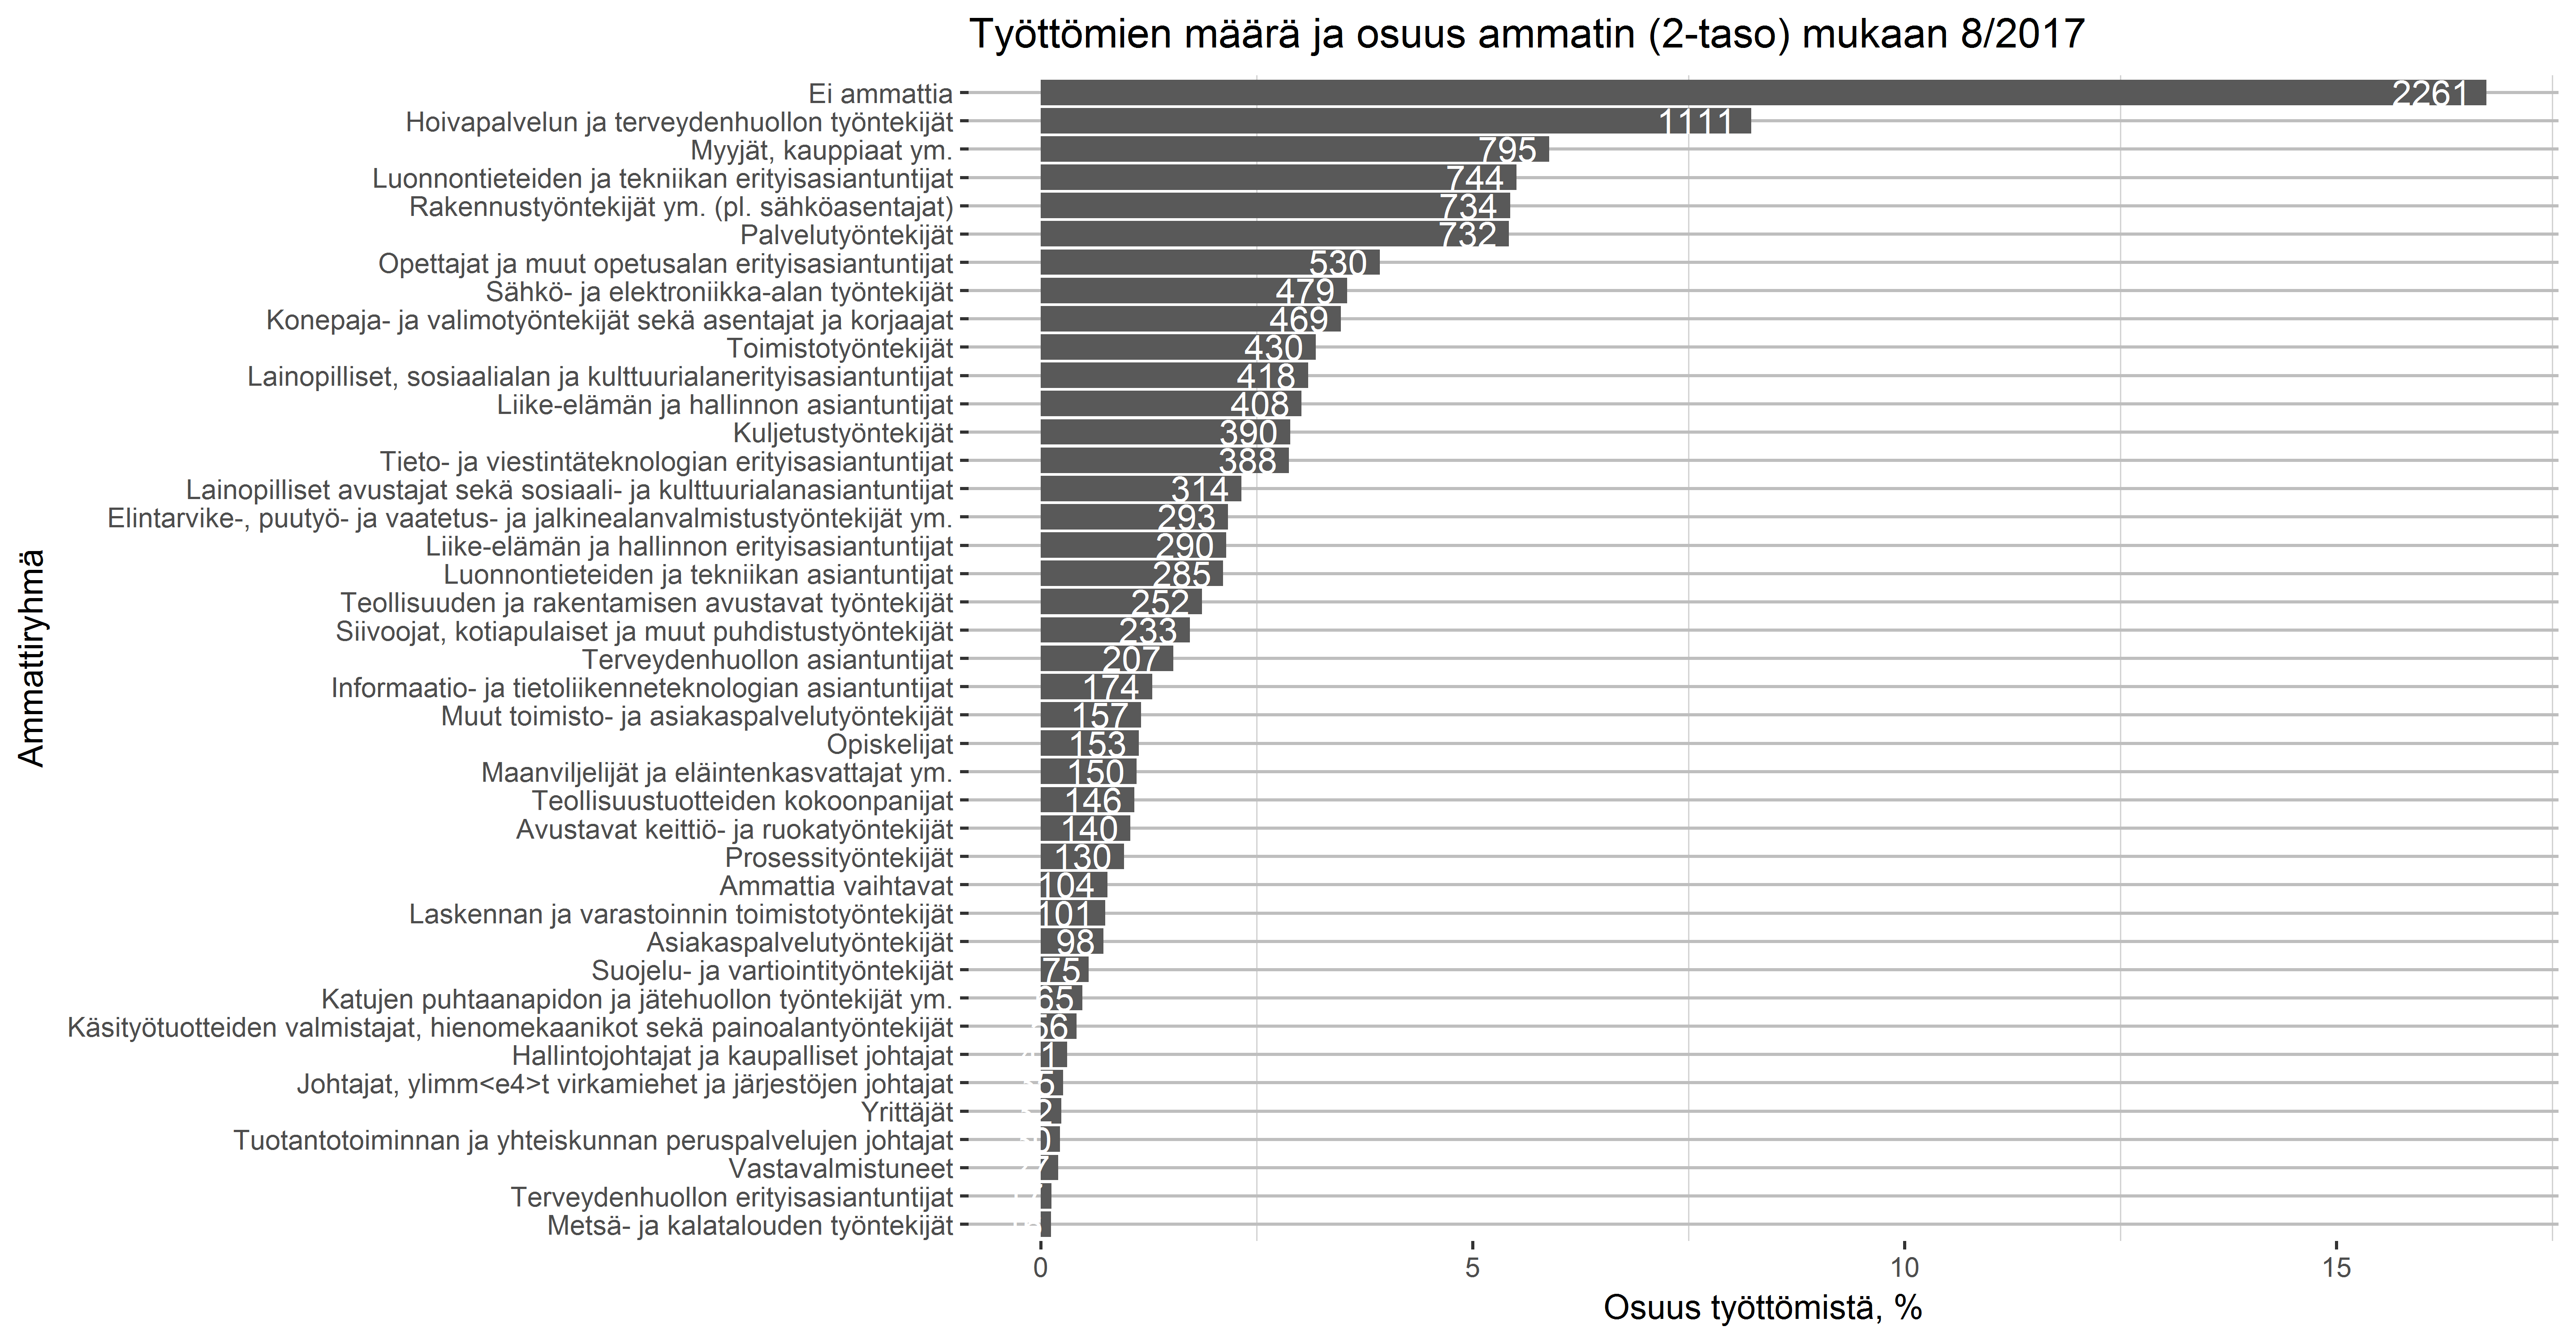 Työttömien määrä ja osuus ammatin (2-taso) mukaan 8/2017
Ammattiryhmä
Ei ammattia 2261
Hoivapalvelun ja terveydenhuollon työntekijät 1111
Myyjät, kauppiaat ym. 795
Luonnontieteiden ja tekniikan erityisasiantuntijat 744
Rakennustyöntekijät ym. (pl. sähköasentajat) 734
Palvelutyöntekijät 732
Opettajat ja muut opetusalan erityisasiantuntijat 530
Sähkö- ja elektroniikka-alan työntekijät 479
Konepaja- ja valimotyöntekijät sekä asentajat ja korjaajat 469
Toimistotyöntekijät 430
Lainopilliset, sosiaalialan ja kulttuurialanerityisasiantuntijat 418
Liike-elämän ja hallinnon asiantuntijat 408
Kuljetustyöntekijät 390
Tieto- ja viestintäteknologian erityisasiantuntijat 388
Lainopilliset avustajat sekä sosiaali- ja kulttuurialanasiantuntijat 314
Elintarvike-, puutyö- ja vaatetus- ja jalkinealanvalmistustyöntekijät ym. 293
Liike-elämän ja hallinnon erityisasiantuntijat 290
Luonnontieteiden ja tekniikan asiantuntijat 285
Teollisuuden ja rakentamisen avustavat työntekijät 252
Siivoojat, kotiapulaiset ja muut puhdistustyöntekijät 233
Terveydenhuollon asiantuntijat 207
Informaatio- ja tietoliikenneteknologian asiantuntijat 174
Muut toimisto- ja asiakaspalvelutyöntekijät 157
Opiskelijat 153
Maanviljelijät ja eläintenkasvattajat ym. 150
Teollisuustuotteiden kokoonpanijat 146
Avustavat keittiö- ja ruokatyöntekijät 140
Prosessityöntekijät 130
Ammattia vaihtavat 104
Laskennan ja varastoinnin toimistotyöntekijät 101
Asiakaspalvelutyöntekijät 98
Suojelu- ja vartiointityöntekijät 75
Katujen puhtaanapidon ja jätehuollon työntekijät ym. 65
Käsityötuotteiden valmistajat, hienomekaanikot sekä painoalantyöntekijät 56
Hallintojohtajat ja kaupalliset johtajat 41
Johtajat, ylimm<e4>t virkamiehet ja järjestöjen johtajat
Yrittäjät
Tuotantotoiminnan ja yhteiskunnan peruspalvelujen johtajat
Vastavalmistuneet 27
Terveydenhuollon erityisasiantuntijat
Metsä- ja kalatalouden työntekijät
0 5 10 15
Osuus työttömistä, %